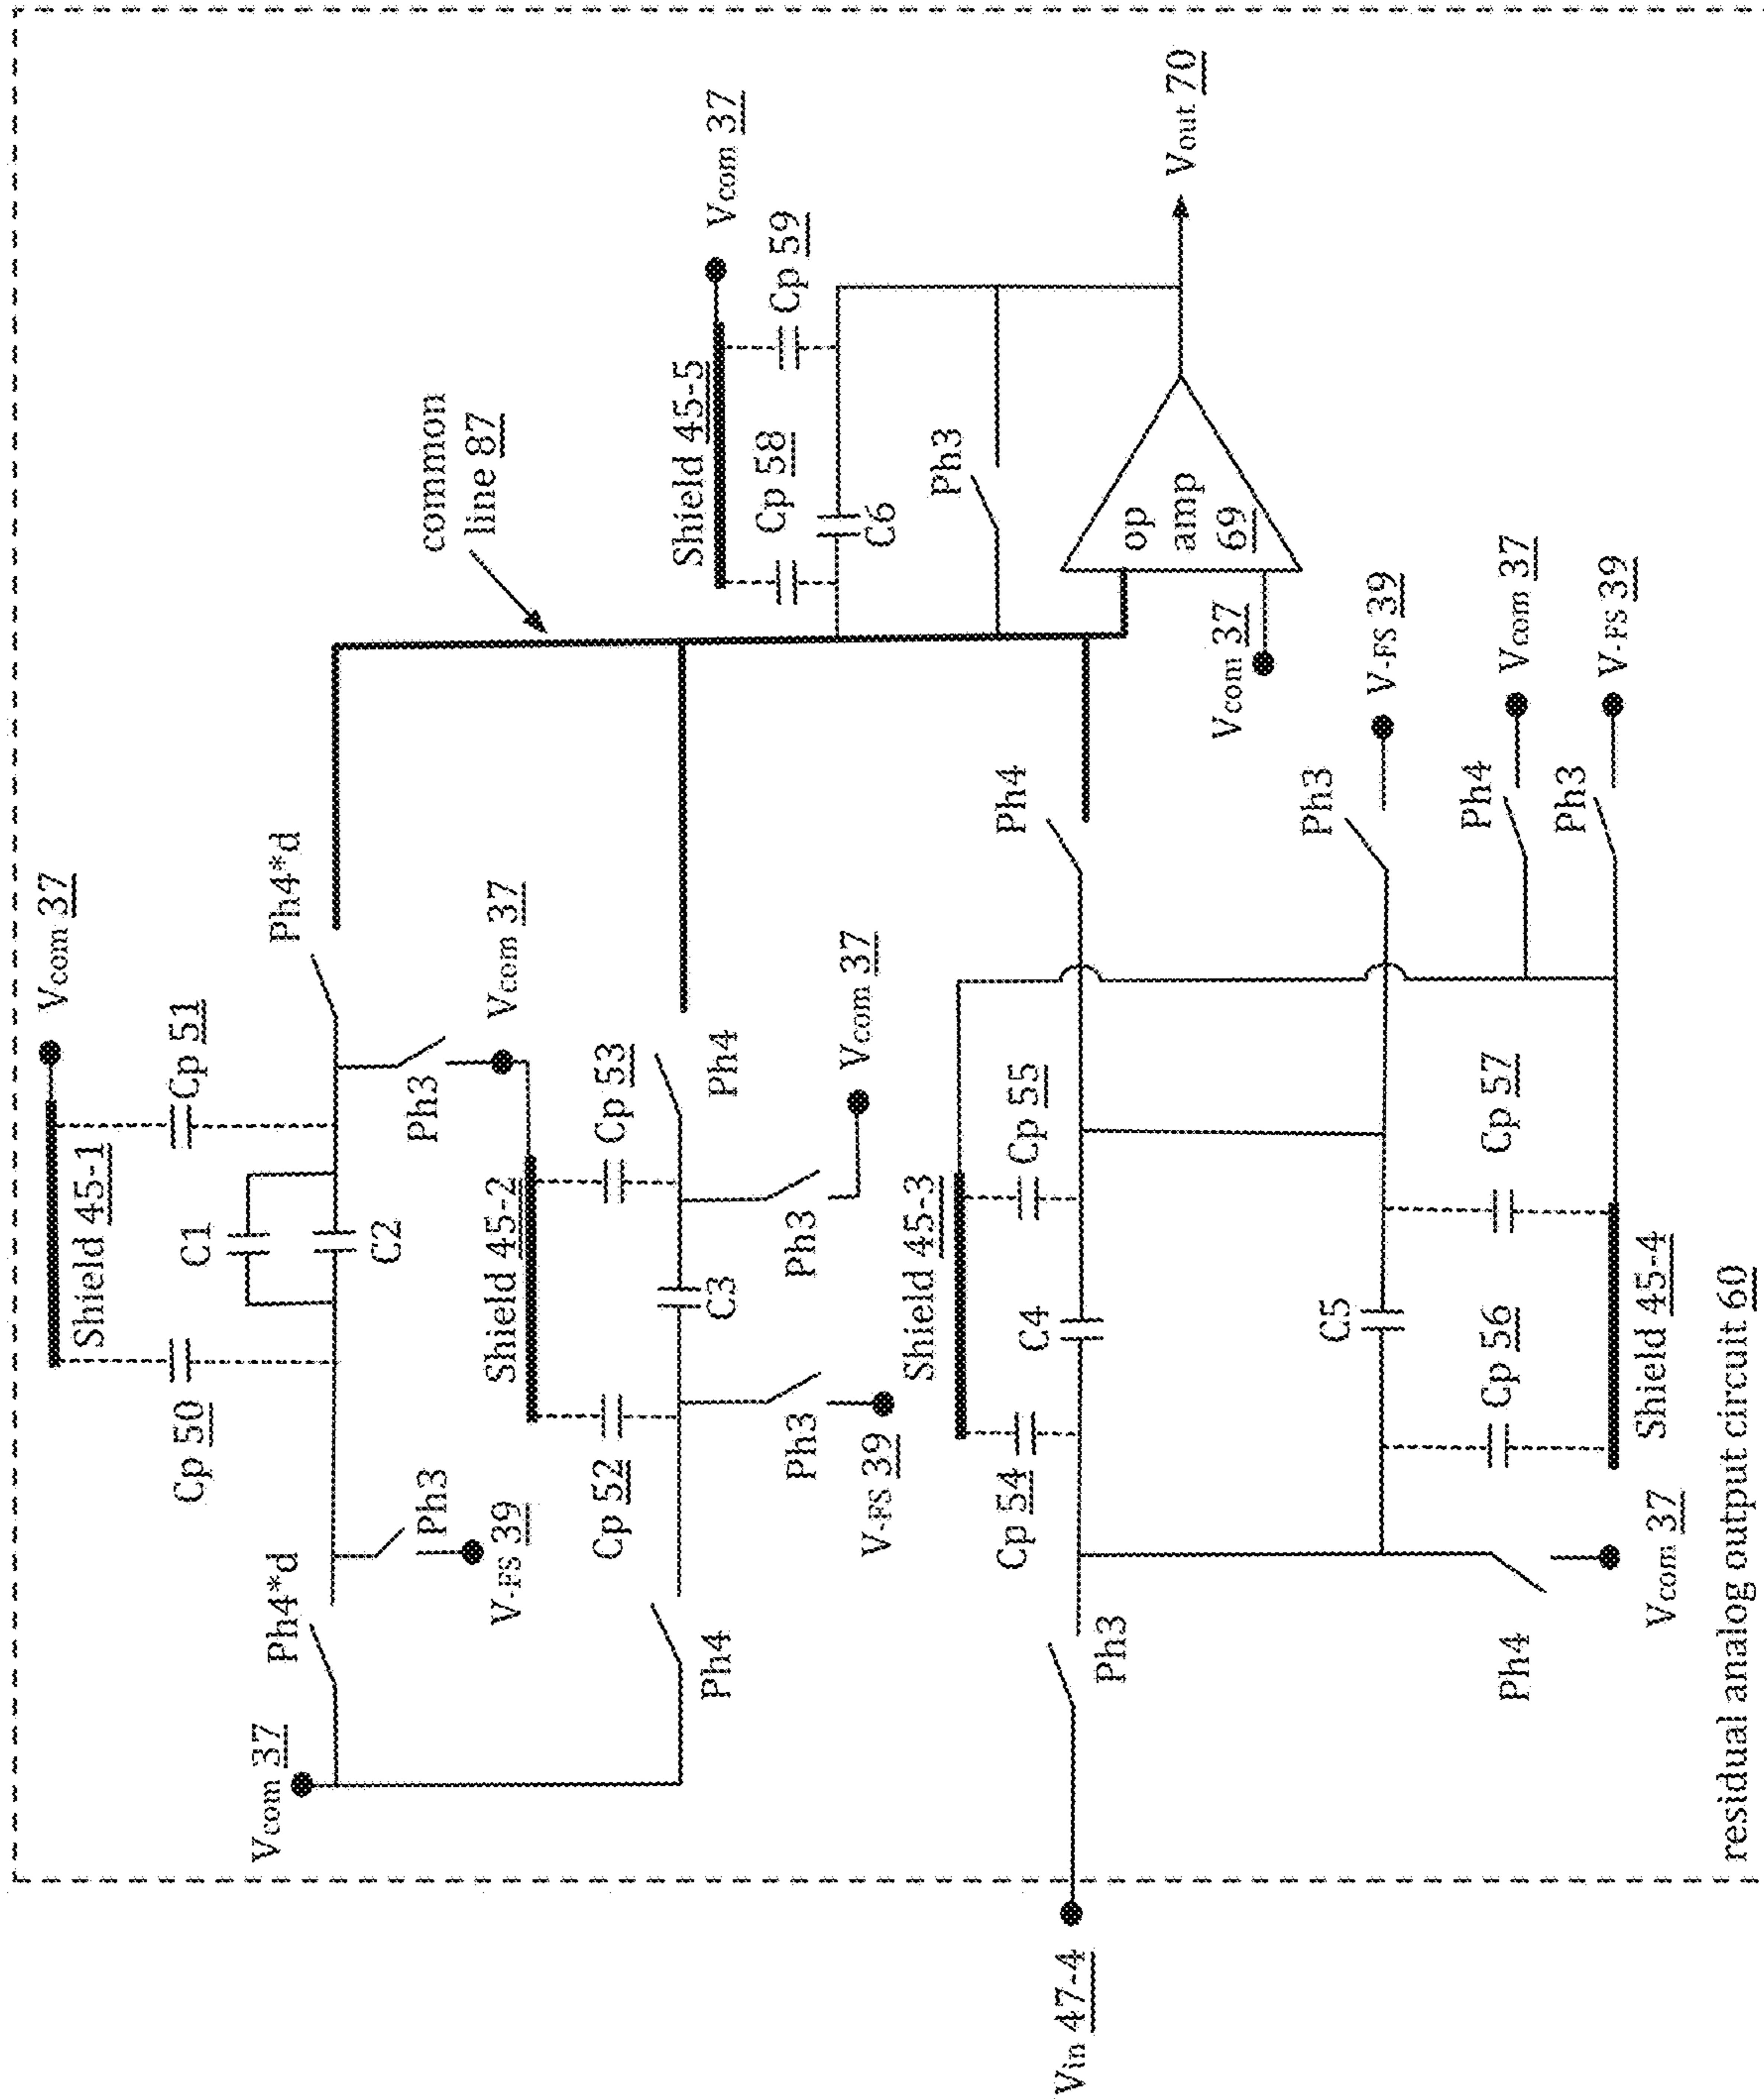 Vcom 37
Shield 45-1
Cp 50
Cp 51
C1
C2
Vcom 37
Ph4*d
Ph3
V-FS 39
Ph4*d
Ph3
Vcom 37
Shield 45-2
Cp 52
Cp 53
C3
Ph4
Ph3
V-FS 39
Ph3
Vcom 37
Ph4
common
line 87
Shield 45-5
Vcom 37
Cp 58
Cp 59
C6
Ph3
op
amp
69
Vcom 37
Vout 70
Vin 47-4
Ph3
Shield 45-3
Cp 54
Cp 55
C4
Ph4
C5
Ph3
V-FS 39
Cp 56
Cp 57
Ph4
Vcom 37
Ph4
Vcom 37
Ph3
V-FS 39
Shield 45-4
residual analog output circuit 60